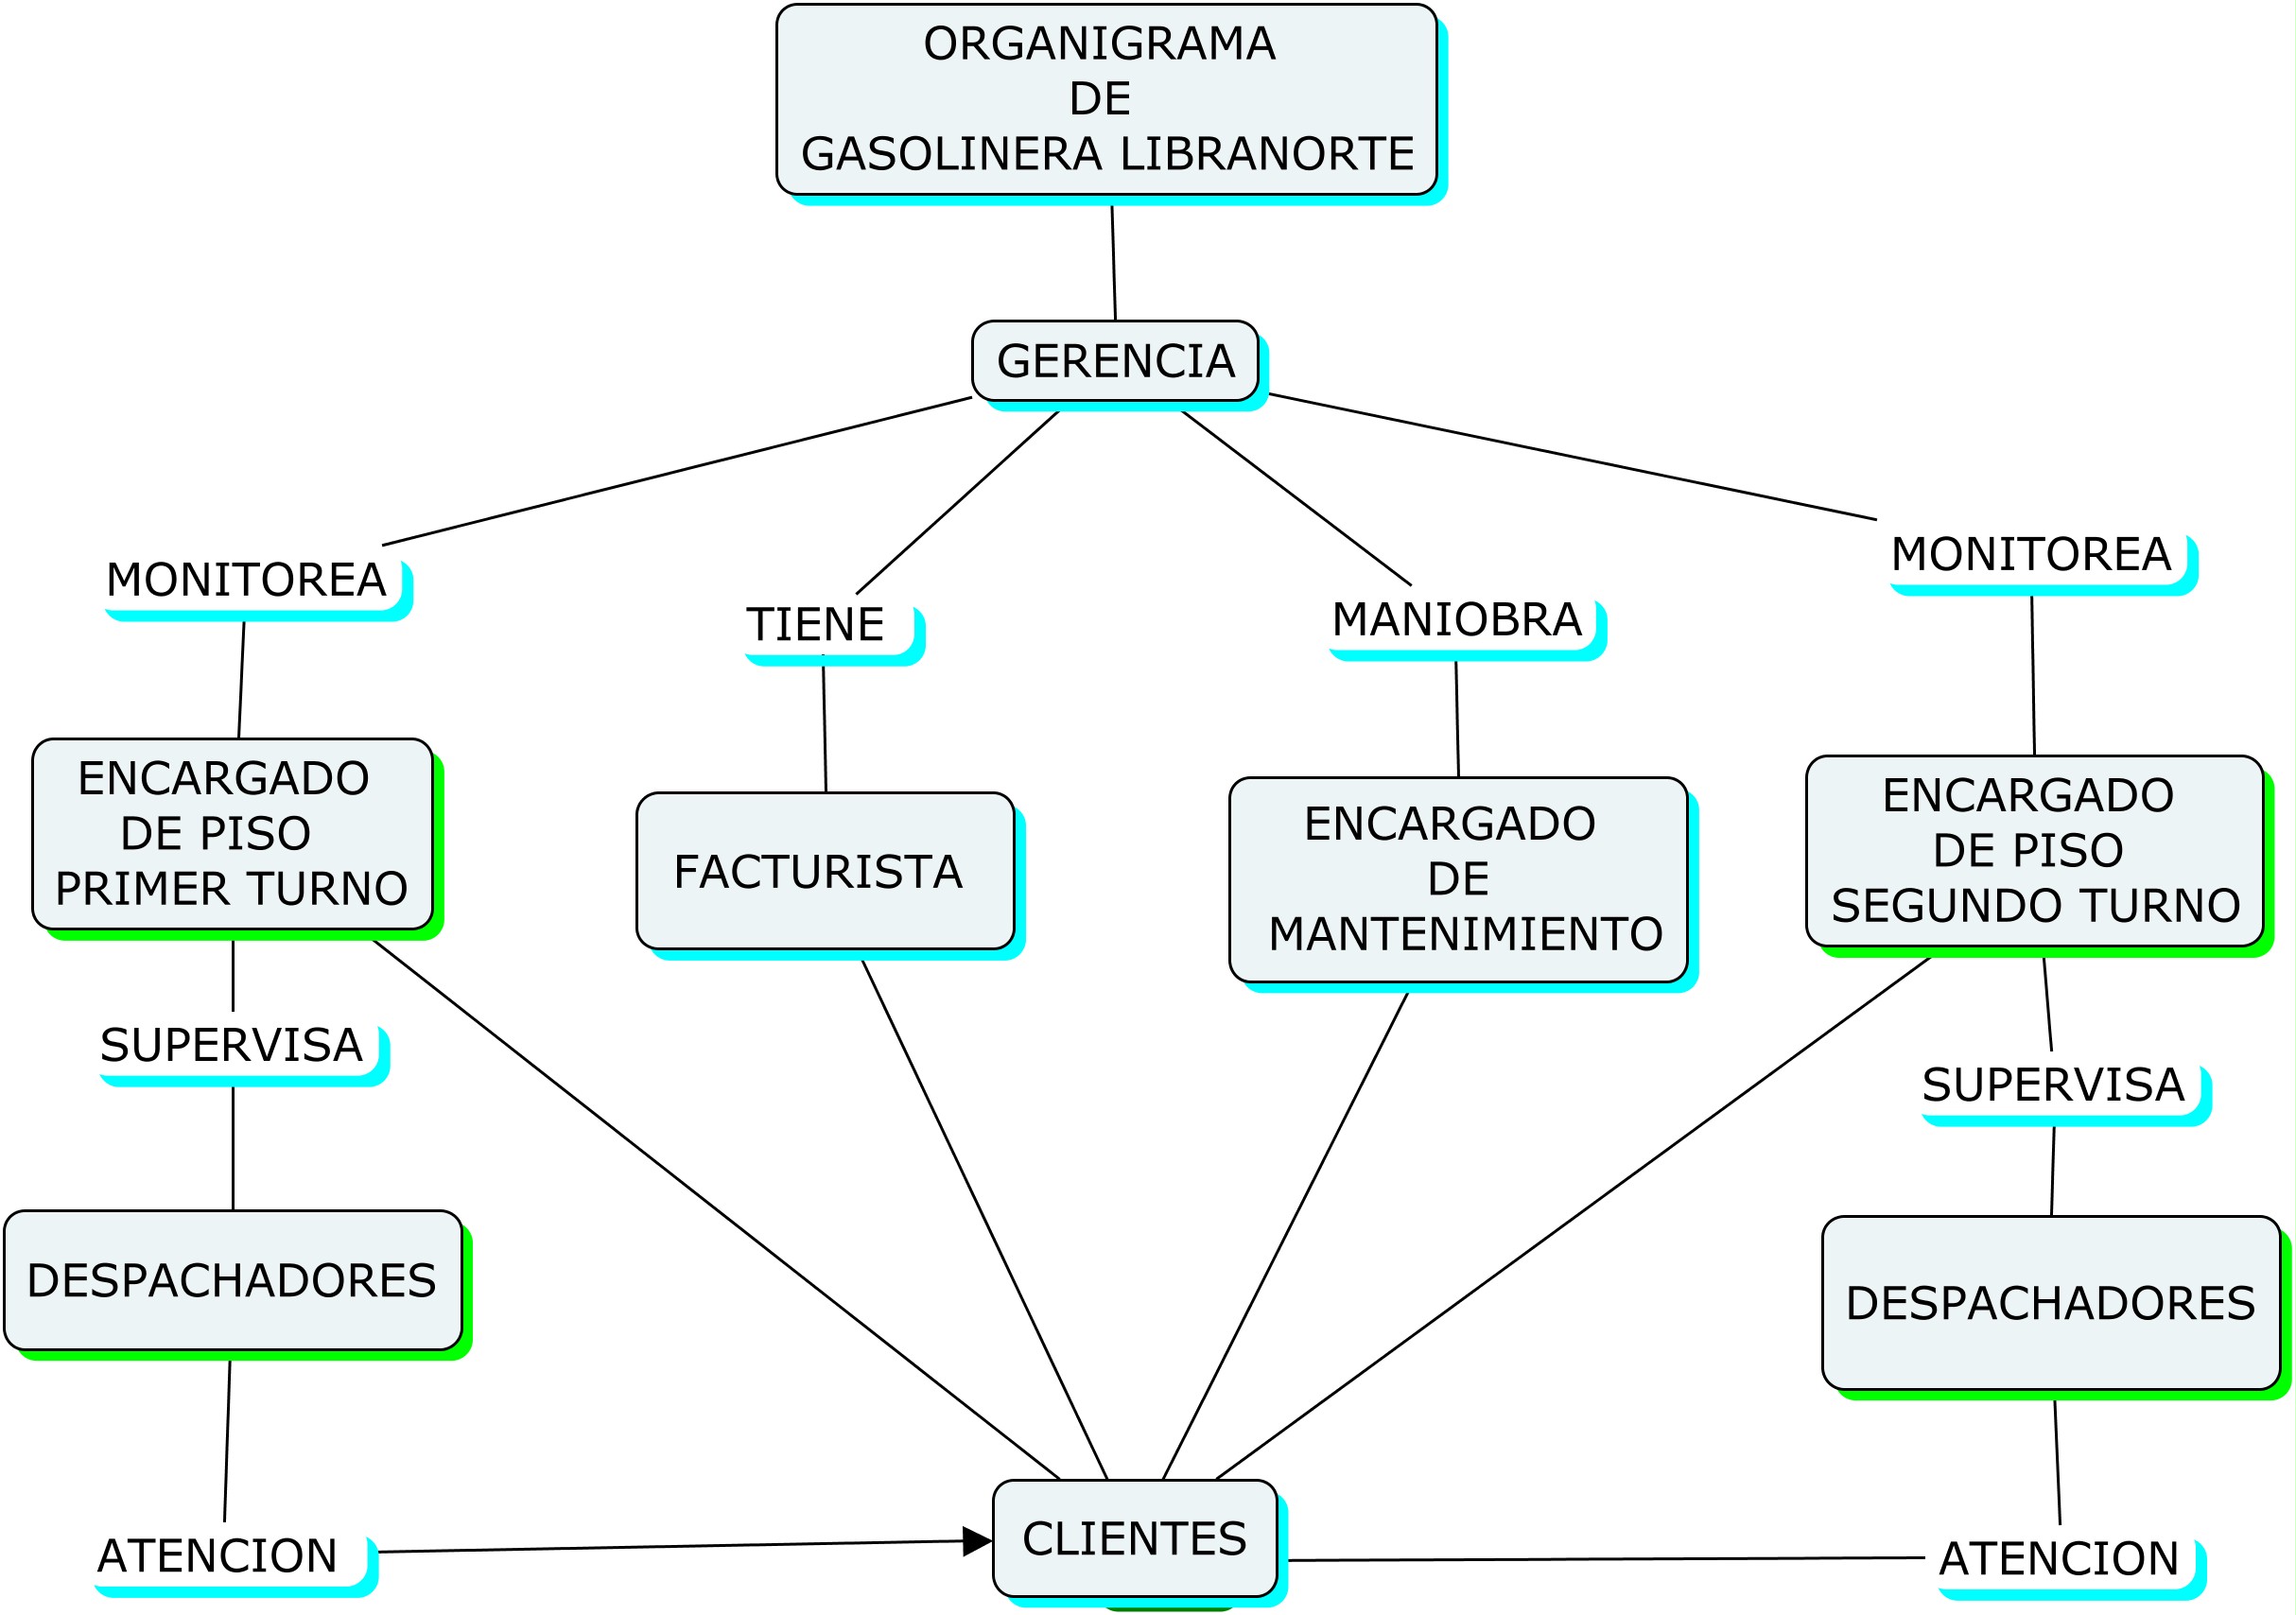 ORGANIGRAMA
DE
GASOLINERA LIBRANORTE
GERENCIA
MONITOREA
TIENE
MANIOBRA
MONITOREA
ENCARGADO
DE PISO
PRIMER TURNO
FACTURISTA
ENCARGADO
DE
MANTENIMIENTO
ENCARGADO
DE PISO
SEGUNDO TURNO
SUPERVISA
SUPERVISA
DESPACHADORES
DESPACHADORES
ATENCION
CLIENTES
ATENCION